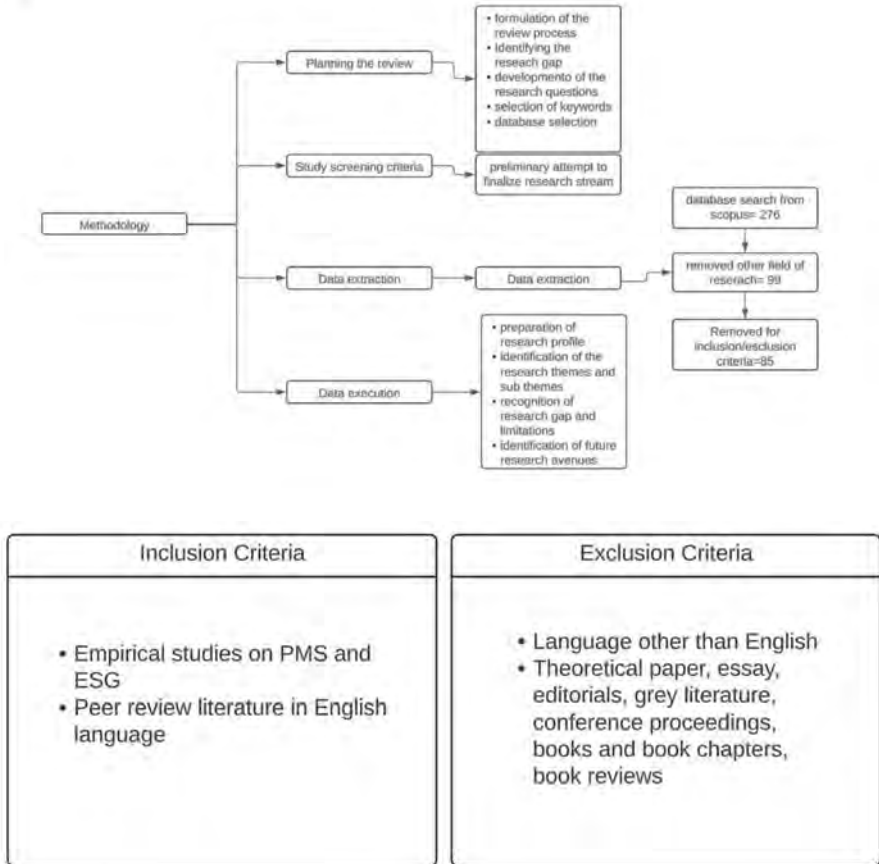 Methodology
Planning the review
• formulation of the
review process
• Identifying the
reseach gap
• developmento of the
research questions
• selection of keywords
• database selection
Study screening criteria
preliminary attempt to
finalize research stream
Data extraction
Data extraction
database search from
scopus= 276
removed other field of
reserach= 99
Removed for
inclusion/esclusion
criteria=85
Data execution
• preparation of
research profile
• identification of the
research themes and
sub themes
• recognition of
research gap and
limitations
• identification of future
research avenues
Inclusion Criteria
• Empirical studies on PMS and
ESG
• Peer review literature in English
language
Exclusion Criteria
• Language other than English
• Theoretical paper, essay,
editorials, grey literature,
conference proceedings,
books and book chapters,
book reviews